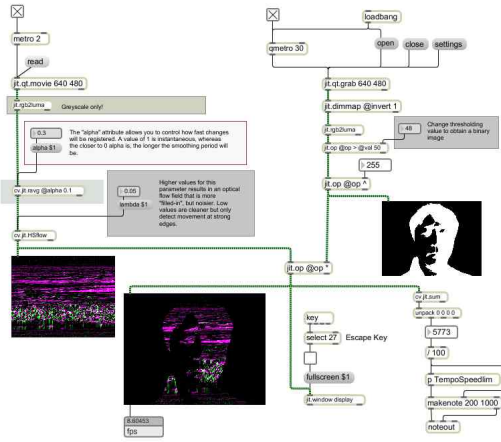 metro 2
read
jit.qt.movie 640 480
jit.rgb2luma
Greyscale only!
0.3
alpha $1
The "alpha" attribute allows you to control how fast changes
will be registered. A value of 1 is instantaneous, whereas
the closer to 0 alpha is, the longer the smoothing period will
be.
cv.jit.ravg @alpha 0.1
0.05
lambda $1
Higher values for this
parameter results in an optical
flow field that is more
"filled-in", but noisier. Low
values are cleaner but only
detect movement at strong
edges.
cv.jit.HSflow
loadbang
open
close
settings
qmetro 30
jit.qt.grab 640 480
jit.dimmap @invert 1
jit.rgb2luma
jit.op @op > @val 50
48
Change thresholding
value to obtain a binary
image
255
jit.op @op ^
jit.op @op *
8.60453
fps
key
select 27
Escape Key
fullscreen $1
jit.window display
cv.jit.sum
unpack 0 0 0 0
5773
/ 100
p TempoSpeedlim
makenote 200 1000
noteout